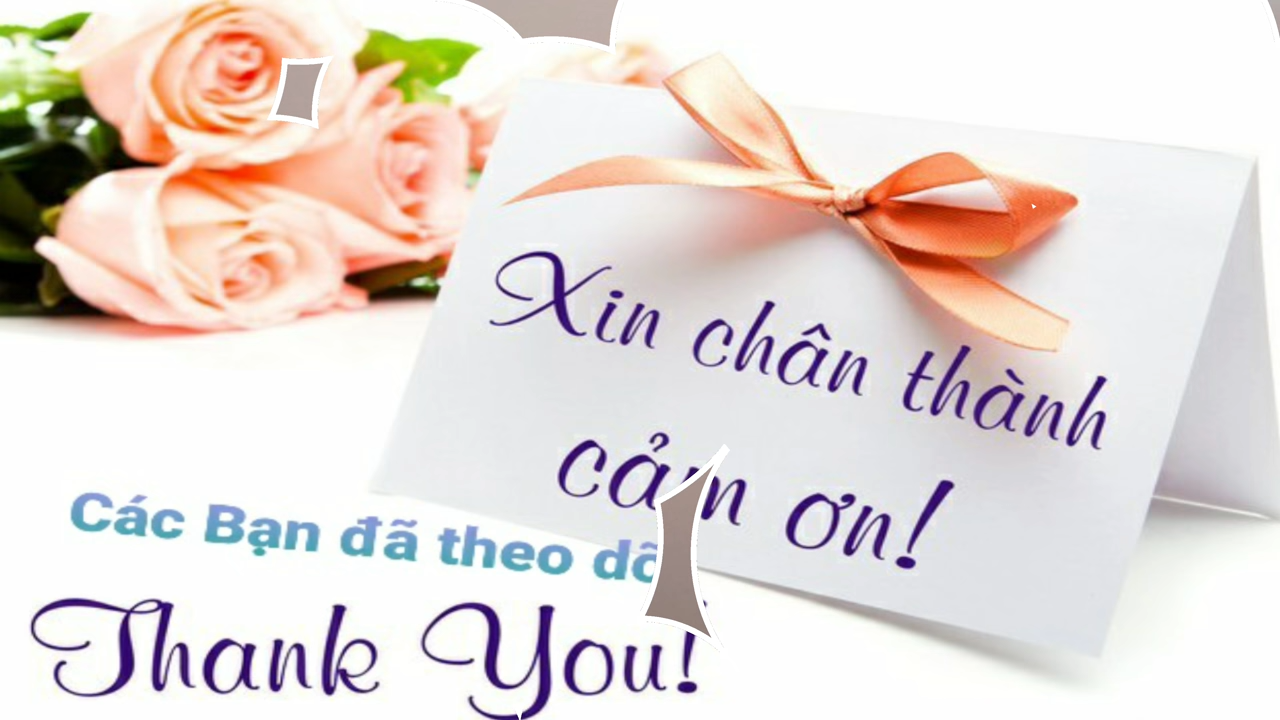 Xin chân thành
cảm ơn!
Các Bạn đã theo
Thank You!